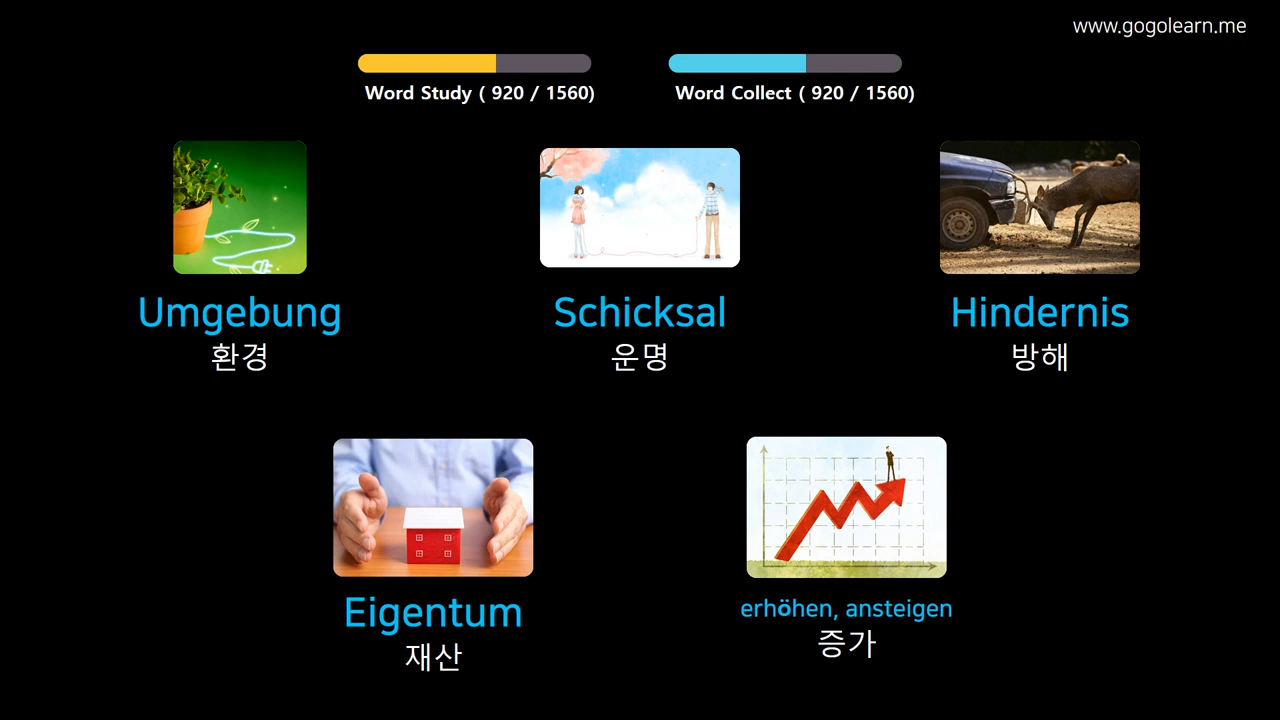 www.gogolearn.me
Word Study ( 920 / 1560)
Word Collect ( 920 / 1560)
Umgebung
환경
Schicksal
운명
Hindernis
방해
Eigentum
재산
erhöhen, ansteigen
증가